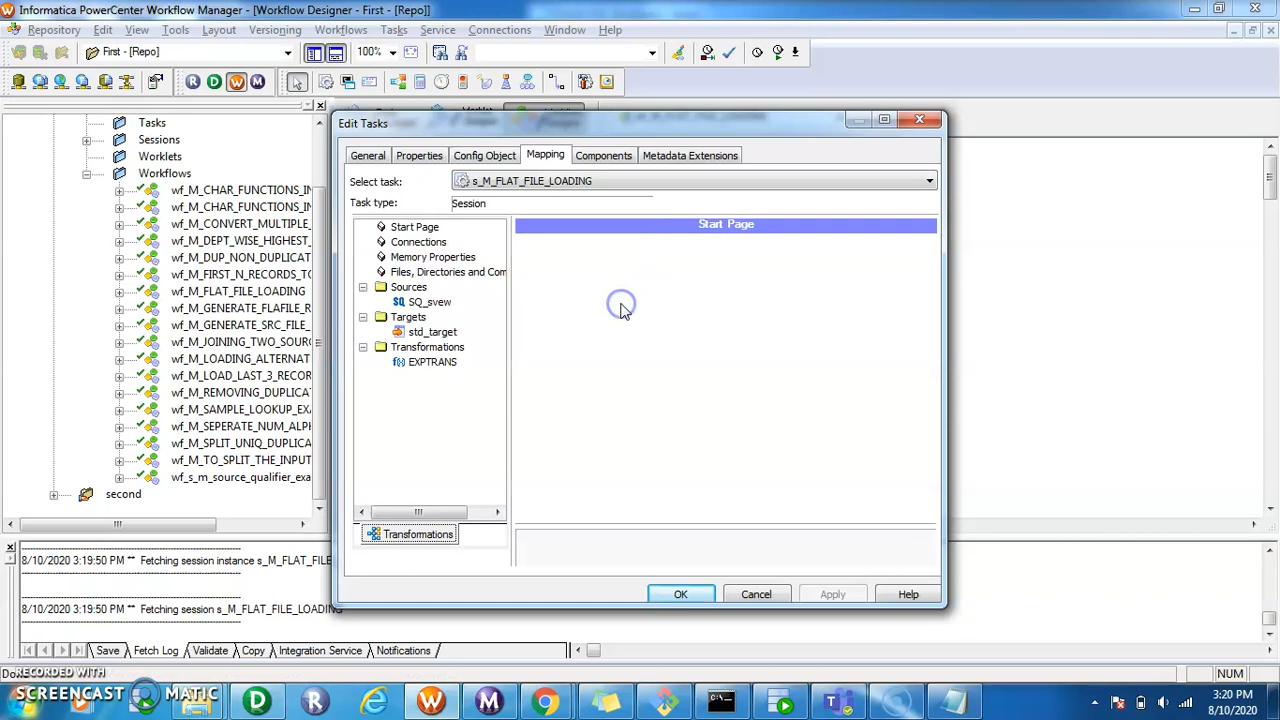 Informatica PowerCenter Workflow Manager - [Workflow Designer - First - [Repo]]
Repository Edit View Tools Layout Versioning Workflows Tasks Service Connections Window Help
First - [Repo] 100%
R D W M
Tasks
Sessions
Worklets
Workflows
wf_M_CHAR_FUNCTIONS_IN
wf_M_CHAR_FUNCTIONS_IN
wf_M_CONVERT_MULTIPLE_
wf_M_DEPT_WISE_HIGHEST_
wf_M_DUP_NON_DUPLICAT
wf_M_FIRST_N_RECORDS_TO
wf_M_FLAT_FILE_LOADING
wf_M_GENERATE_FLAFILE_R
wf_M_GENERATE_SRC_FILE_
wf_M_JOINING_TWO_SOUR
wf_M_LOADING_ALTERNAT
wf_M_LOAD_LAST_3_RECOR
wf_M_REMOVING_DUPLICAT
wf_M_SAMPLE_LOOKUP_EXA
wf_M_SEPERATE_NUM_ALPH
wf_M_SPLIT_UNIQ_DUPLICA
wf_M_TO_SPLIT_THE_INPUT
wf_s_m_source_qualifier_exa
second
Edit Tasks
General Properties Config Object Mapping Components Metadata Extensions
Select task: s_M_FLAT_FILE_LOADING
Task type: Session
Start Page
Connections
Memory Properties
Files, Directories and Com
Sources
SQ_svew
Targets
std_target
Transformations
EXPTRANS
Transformations
Start Page
OK Cancel Apply Help
8/10/2020 3:19:50 PM ** Fetching session instance s_M_FLAT_FILE
8/10/2020 3:19:50 PM ** Fetching session s_M_FLAT_FILE_LOADING
Save Fetch Log Validate Copy Integration Service Notifications
NUM
RECORDED WITH
SCREENCAST MATIC
D R W M
3:20 PM
8/10/2020